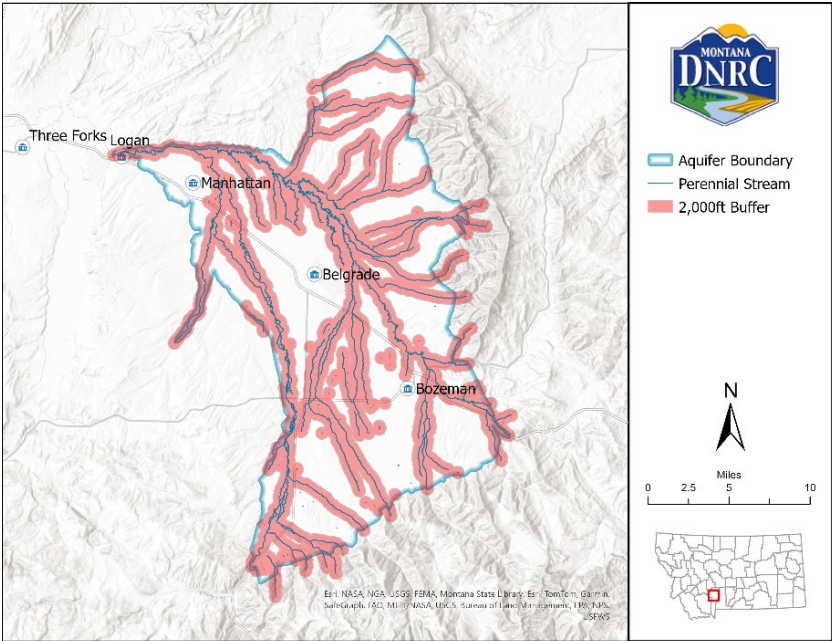 Three Forks
Logan
Manhattan
Belgrade
Bozeman
Esri, NASA, NGA, USGS, FEMA, Montana State Library, Esri, TomTom, Garmin,
SafeGraph, FAO, METI/NASA, USGS, Bureau of Land Management, EPA, NPS,
USFWS
MONTANA
DNRC
Aquifer Boundary
Perennial Stream
2,000ft Buffer
N
Miles
0 2.5 5 10